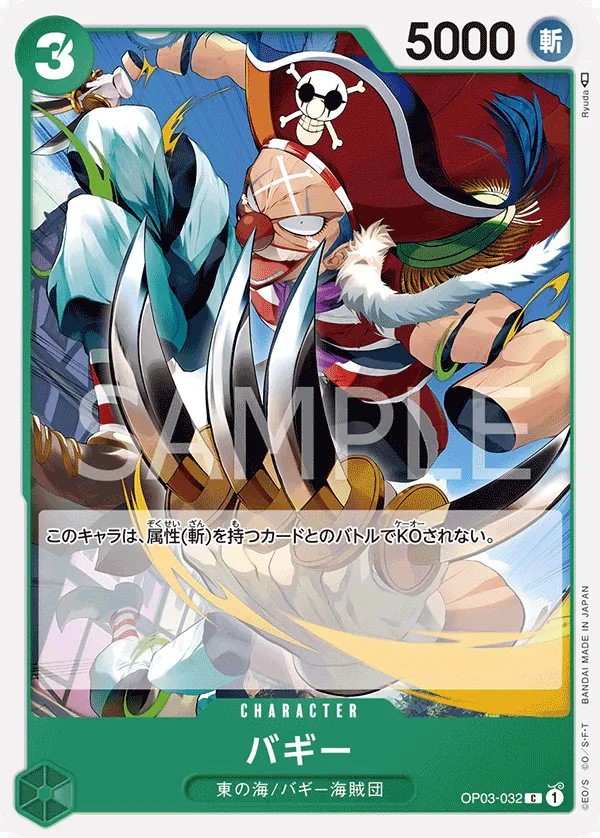 3
5000
斬
Ryuda
SAMPLE
このキャラは、属性(斬)を持つカードとのバトルでKOされない。
ぞくせい ざん も ケーオー
CHARACTER
バギー
東の海/バギー海賊団
OP03-032 C 1
©E.O/S ©O/S・F・T BANDAI MADE IN JAPAN